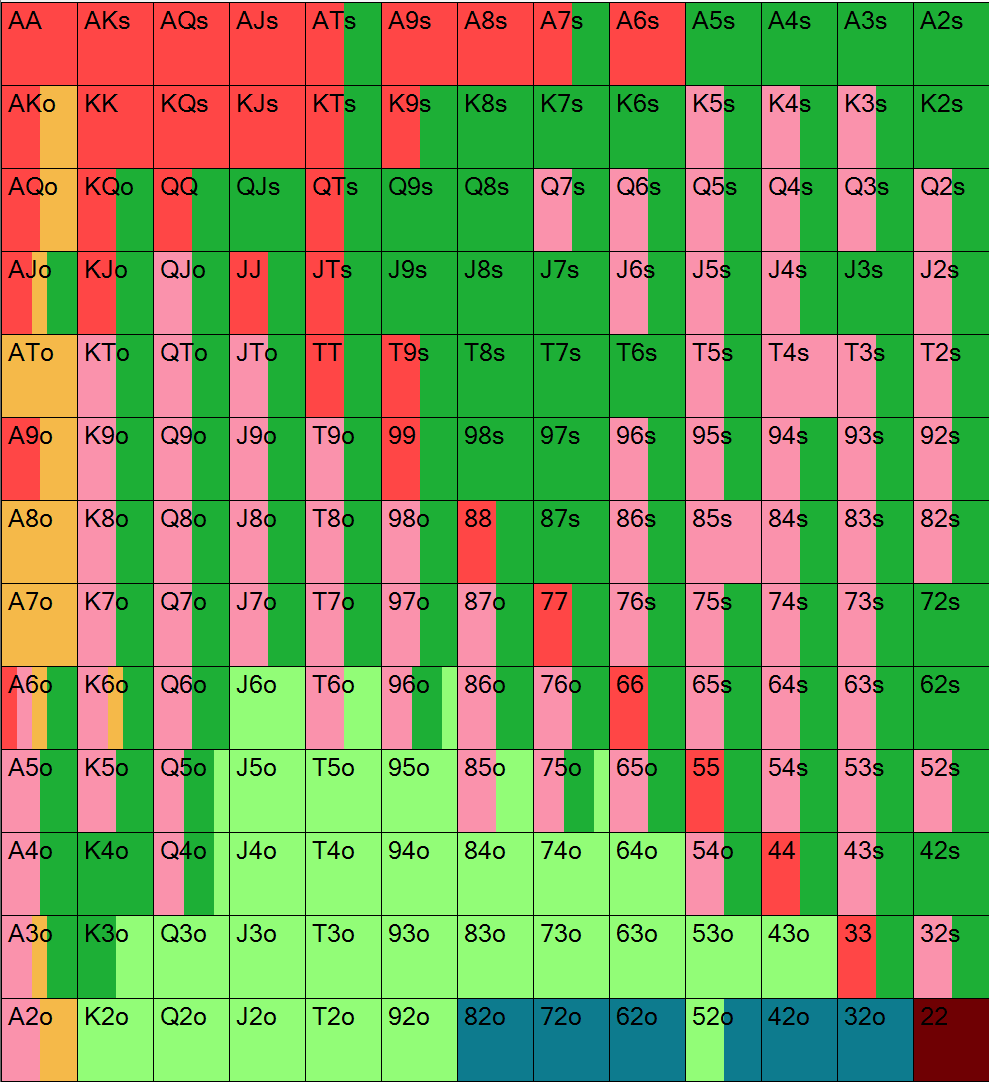 AA AKs AQs AJs ATs A9s A8s A7s A6s A5s A4s A3s A2s
AKo KK KQs KJs KTs K9s K8s K7s K6s K5s K4s K3s K2s
AQo KQo QQ QJs QTs Q9s Q8s Q7s Q6s Q5s Q4s Q3s Q2s
AJo KJo QJo JJ JTs J9s J8s J7s J6s J5s J4s J3s J2s
ATo KTo QTo JTo TT T9s T8s T7s T6s T5s T4s T3s T2s
A9o K9o Q9o J9o T9o 99 98s 97s 96s 95s 94s 93s 92s
A8o K8o Q8o J8o T8o 98o 88 87s 86s 85s 84s 83s 82s
A7o K7o Q7o J7o T7o 97o 87o 77 76s 75s 74s 73s 72s
A6o K6o Q6o J6o T6o 96o 86o 76o 66 65s 64s 63s 62s
A5o K5o Q5o J5o T5o 95o 85o 75o 65o 55 54s 53s 52s
A4o K4o Q4o J4o T4o 94o 84o 74o 64o 54o 44 43s 42s
A3o K3o Q3o J3o T3o 93o 83o 73o 63o 53o 43o 33 32s
A2o K2o Q2o J2o T2o 92o 82o 72o 62o 52o 42o 32o 22